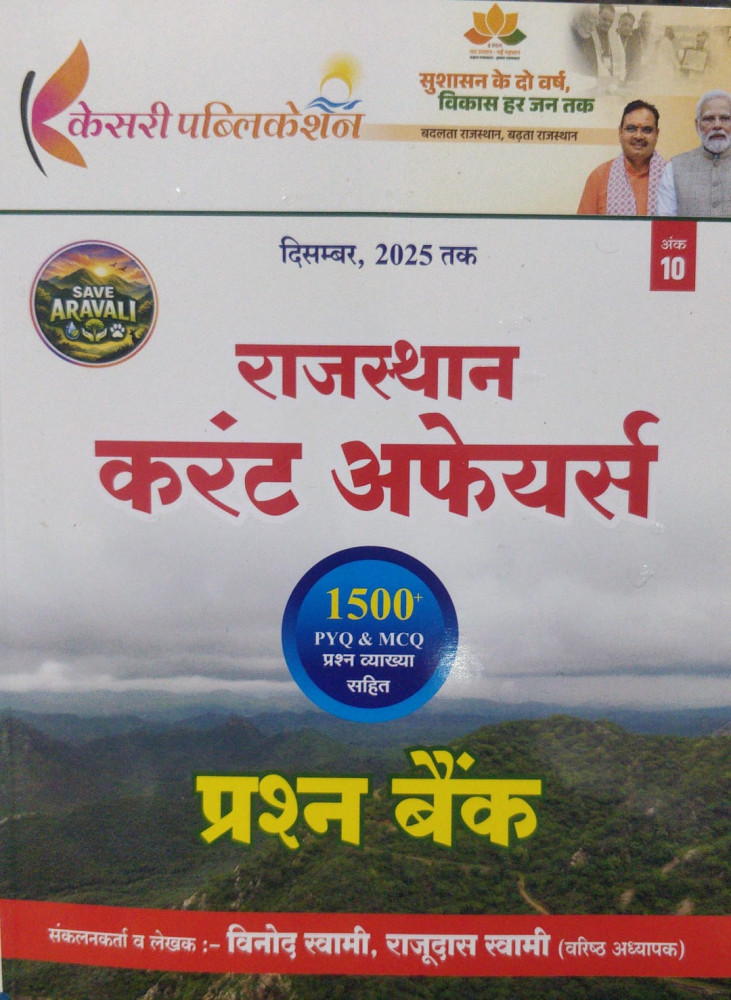 केसरी पब्लिकेशन
सुशासन के दो वर्ष,
विकास हर जन तक
बदलता राजस्थान, बढ़ता राजस्थान
दिसम्बर, 2025 तक
अंक
10
SAVE
ARAVALI
राजस्थान
करंट अफेयर्स
1500+
PYQ & MCQ
प्रश्न व्याख्या
सहित
प्रश्न बैंक
संकलनकर्ता व लेखक :- विनोद स्वामी, राजूदास स्वामी (वरिष्ठ अध्यापक)